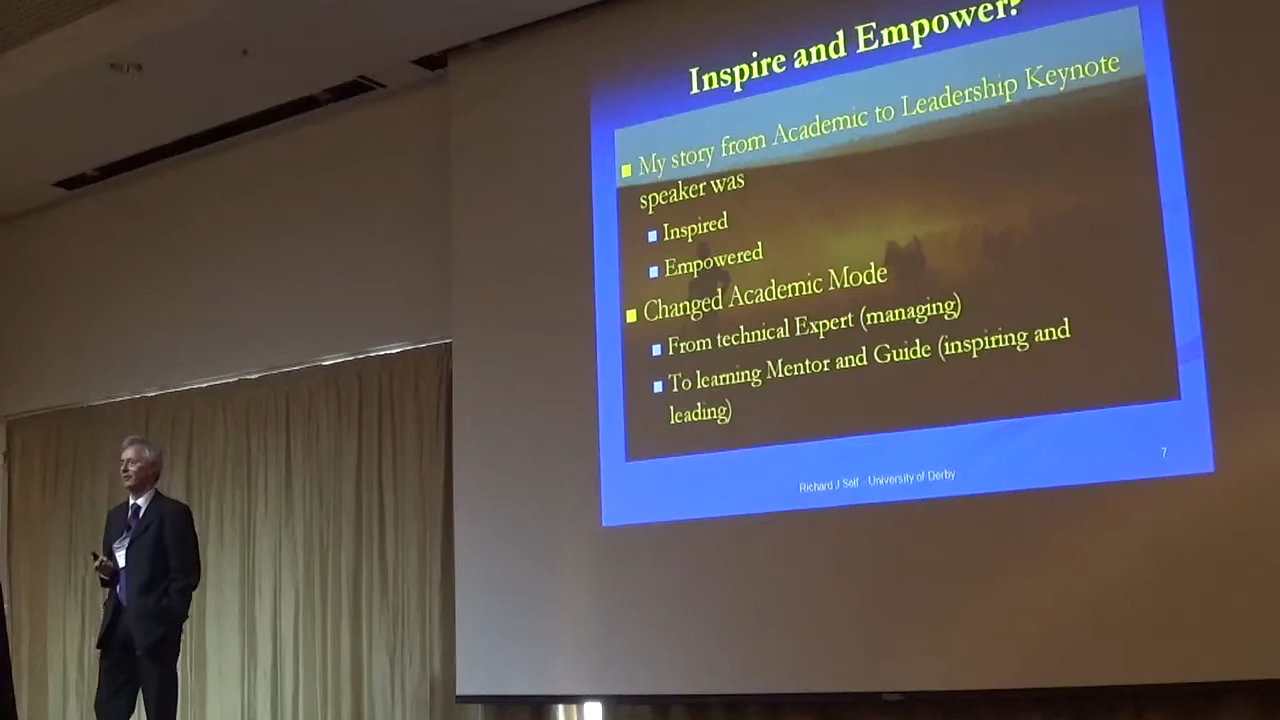 Inspire and Empower?
My story from Academic to Leadership Keynote
speaker was
Inspired
Empowered
Changed Academic Mode
From technical Expert (managing)
To learning Mentor and Guide (inspiring and
leading)
Richard J Self - University of Derby
7